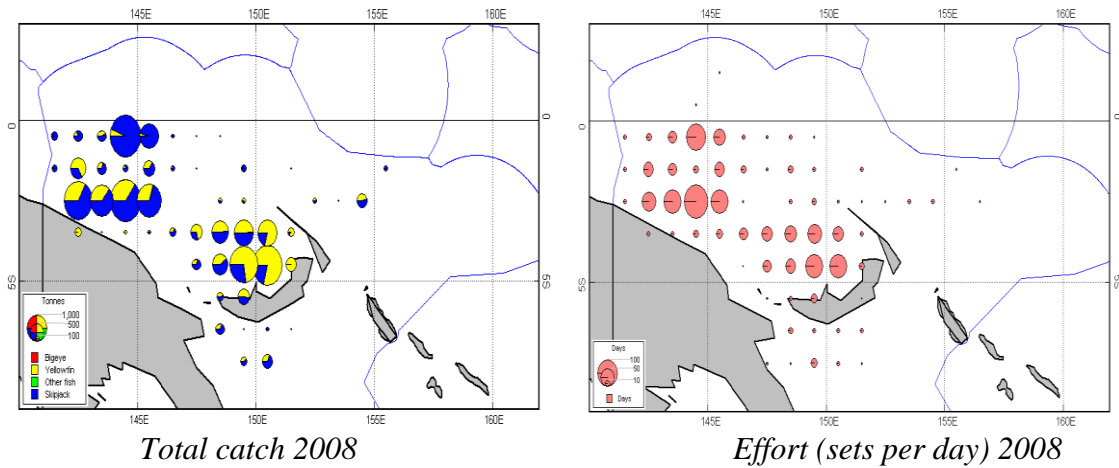 145E 150E 155E 160E
145E 150E 155E 160E
0 0 0 0
5S 5S 5S
Tonnes
1,000
500
100
Bigeye
Yellowfin
Other fish
Skipjack
Days
100
50
10
Days
145E 150E 155E 160E
145E 150E 155E 160E
Total catch 2008
Effort (sets per day) 2008